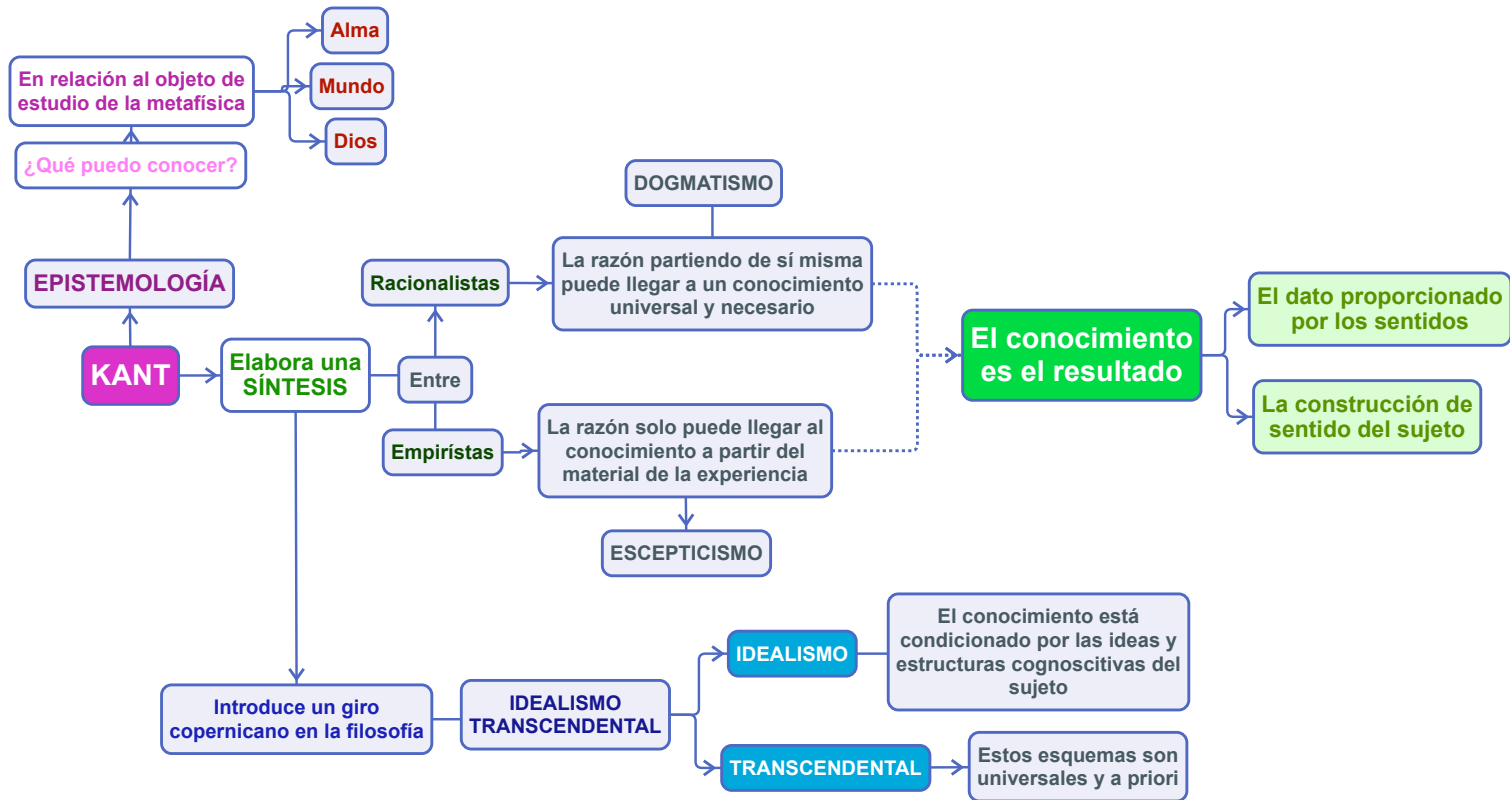 Alma
En relación al objeto de
estudio de la metafísica
Mundo
Dios
¿Qué puedo conocer?
DOGMATISMO
EPISTEMOLOGÍA
Racionalistas
La razón partiendo de sí misma
puede llegar a un conocimiento
universal y necesario
El dato proporcionado
por los sentidos
KANT
Elabora una
SÍNTESIS
Entre
El conocimiento
es el resultado
La construcción de
sentido del sujeto
Empirístas
La razón solo puede llegar al
conocimiento a partir del
material de la experiencia
ESCEPTICISMO
IDEALISMO
El conocimiento está
condicionado por las ideas y
estructuras cognoscitivas del
sujeto
Introduce un giro
copernicano en la filosofía
IDEALISMO
TRANSCENDENTAL
TRANSCENDENTAL
Estos esquemas son
universales y a priori